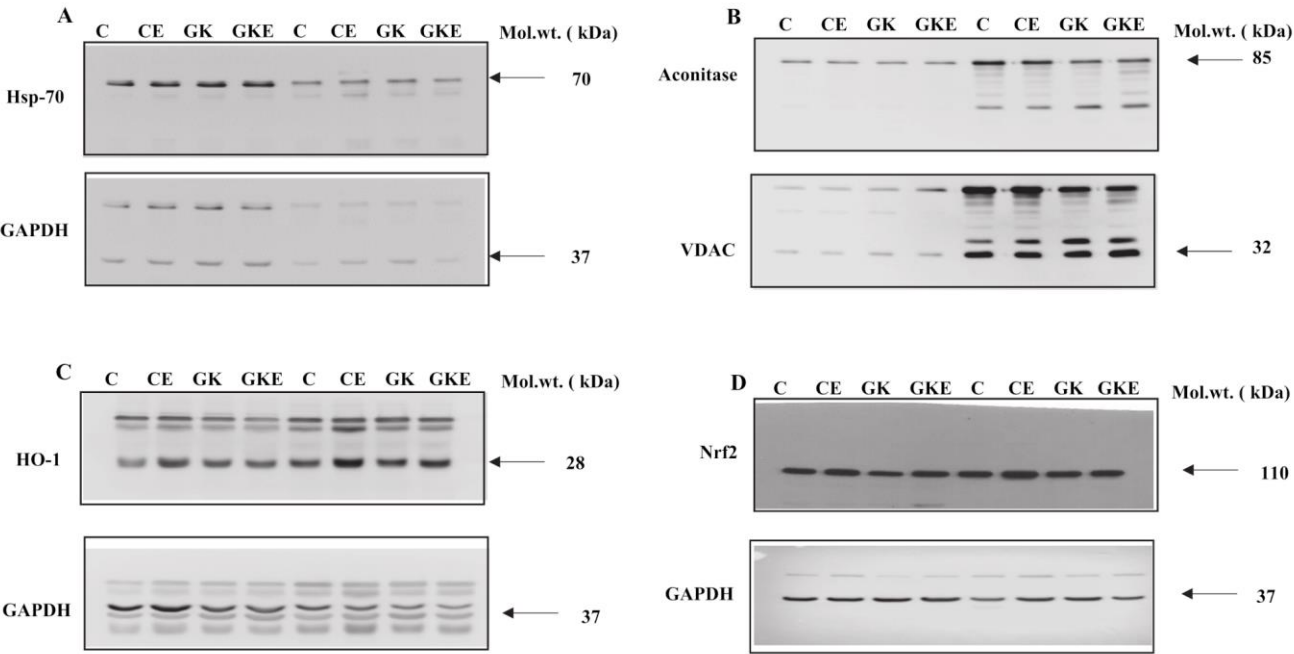 A
C CE GK GKE C CE GK GKE Mol.wt. ( kDa)
Hsp-70
70
GAPDH
37
B
C CE GK GKE C CE GK GKE Mol.wt. ( kDa)
Aconitase
85
VDAC
32
C
C CE GK GKE C CE GK GKE Mol.wt. ( kDa)
HO-1
28
GAPDH
37
D
C CE GK GKE C CE GK GKE Mol.wt. ( kDa)
Nrf2
110
GAPDH
37